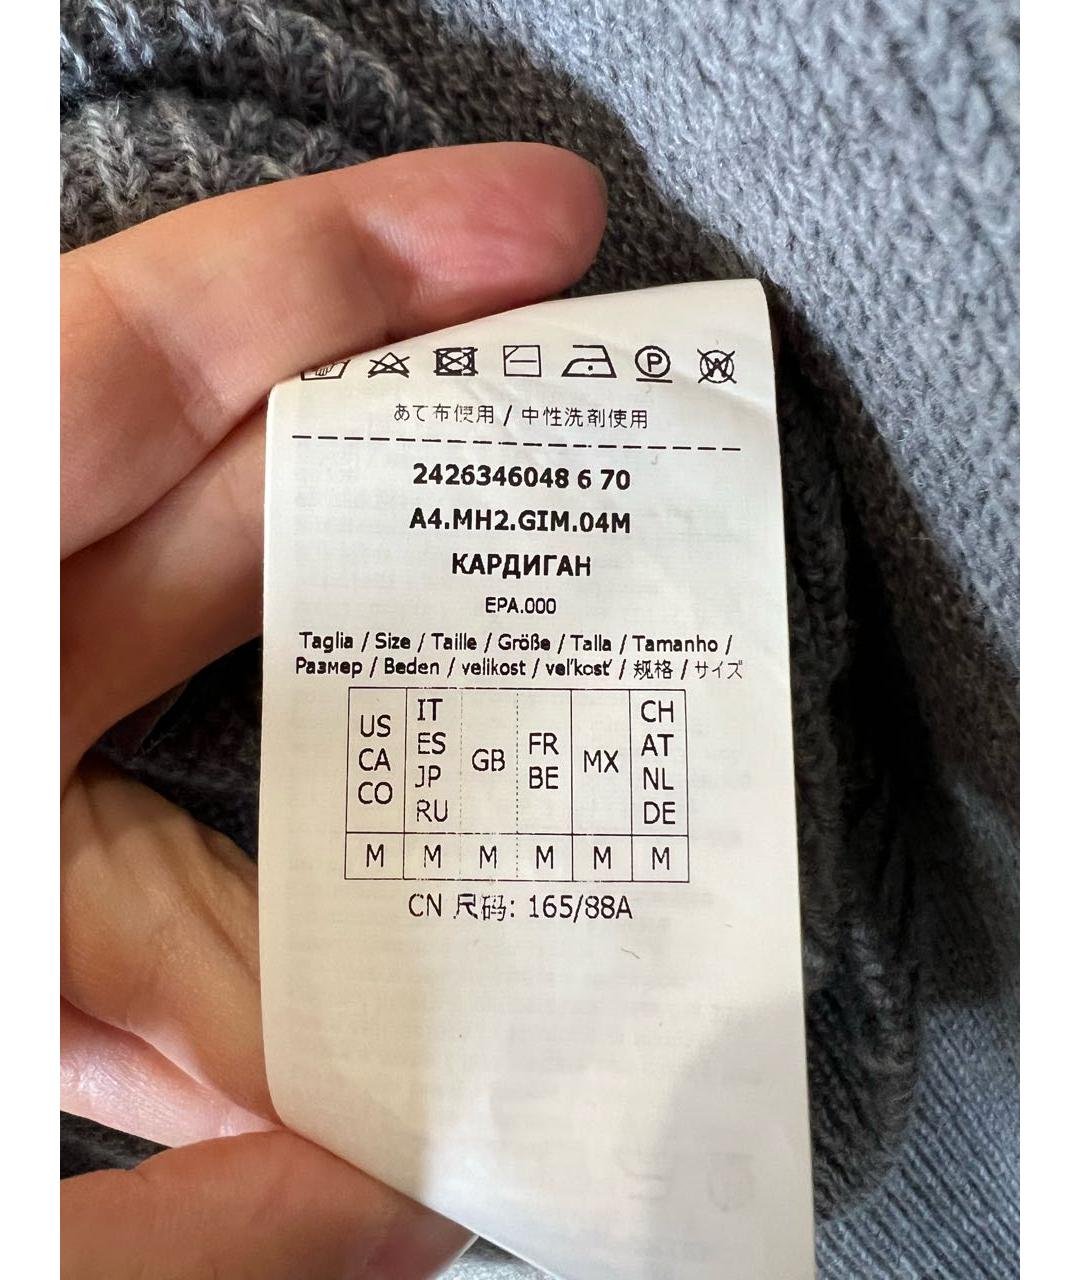 P W
あて布使用 / 中性洗剤使用
2426346048 6 70
A4.MH2.GIM.04M
КАРДИГАН
EPA.000
Taglia / Size / Taille / Größe / Talla / Tamanho /
Размер / Beden / velikost / veľkosť / 规格 / サイズ
US CA CO IT ES JP RU GB FR BE MX CH AT NL DE
M M M M M M
CN 尺码: 165/88A